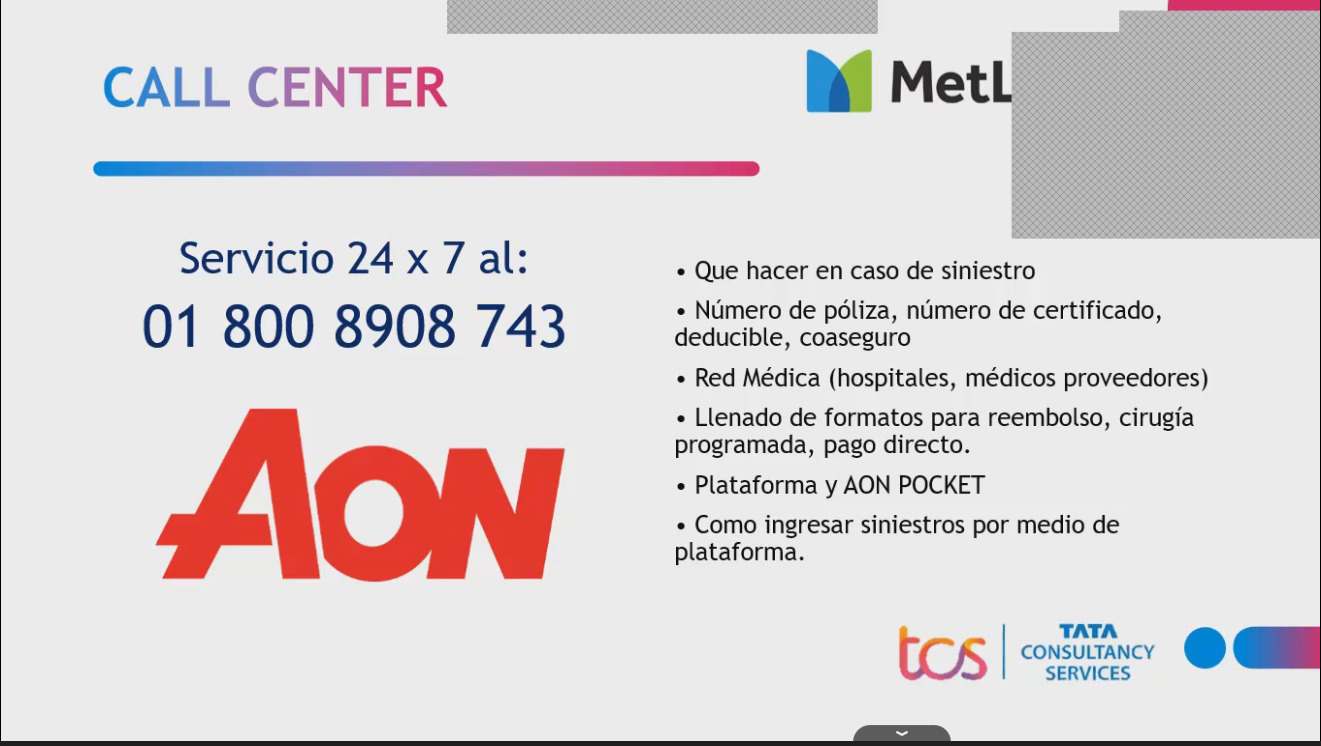 CALL CENTER
MetL
Servicio 24 x 7 al:
01 800 8908 743
AON
• Que hacer en caso de siniestro
• Número de póliza, número de certificado,
deducible, coaseguro
• Red Médica (hospitales, médicos proveedores)
• Llenado de formatos para reembolso, cirugía
programada, pago directo.
• Plataforma y AON POCKET
• Como ingresar siniestros por medio de
plataforma.
tcs
TATA
CONSULTANCY
SERVICES